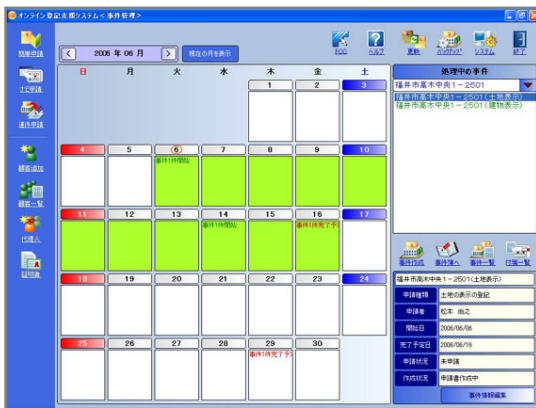 オンライン登記支援システム< 事件管理 >
簡単申請
ナビ申請
連件申請
顧客追加
顧客一覧
代理人
証明書
< 2006 年 06 月 >
現在の月を表示
FCC
ヘルプ
更新
バックアップ
システム
終了
日 月 火 水 木 金 土
1 2 3
4 5 6 7 8 9 10
事件1件開始
11 12 13 14 15 16 17
事件1件開始
事件1件完了予定
18 19 20 21 22 23 24
25 26 27 28 29 30
事件1件完了予定
処理中の事件
福井市高木中央1-2501
福井市高木中央1-2501(土地表示)
福井市高木中央1-2501(建物表示)
事件作成
事件簿へ
事件一覧
付箋一覧
福井市高木中央1-2501(土地表示)
申請種類 土地の表示の登記
申請者 松本 尚之
開始日 2006/06/06
完了予定日 2006/06/16
申請状況 未申請
作成状況 申請書作成中
事件情報編集